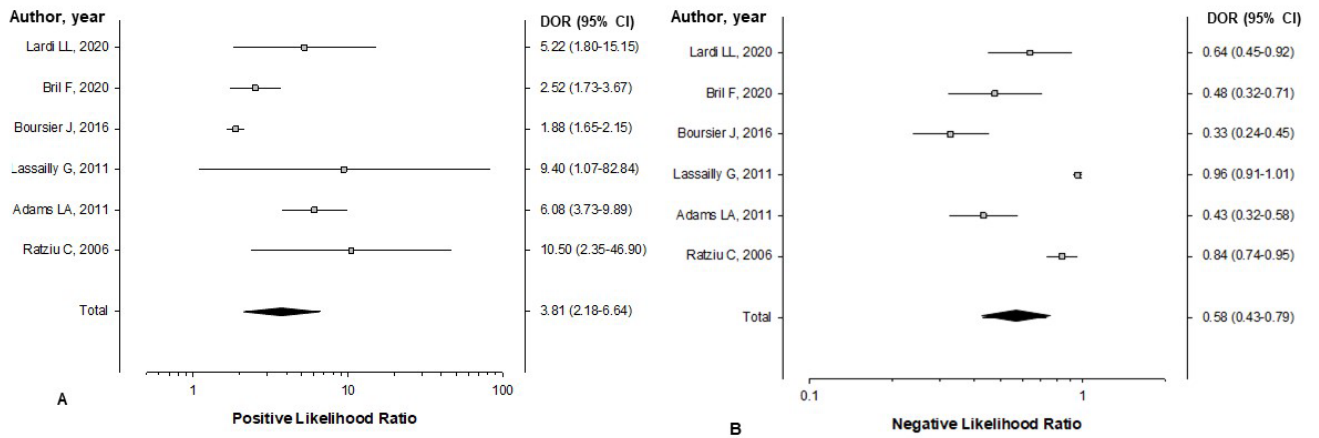 Author, year DOR (95% CI)
Lardi LL, 2020 5.22 (1.80-15.15)
Bril F, 2020 2.52 (1.73-3.67)
Boursier J, 2016 1.88 (1.65-2.15)
Lassailly G, 2011 9.40 (1.07-82.84)
Adams LA, 2011 6.08 (3.73-9.89)
Ratziu C, 2006 10.50 (2.35-46.90)
Total 3.81 (2.18-6.64)
1 10 100
A
Positive Likelihood Ratio
Author, year DOR (95% CI)
Lardi LL, 2020 0.64 (0.45-0.92)
Bril F, 2020 0.48 (0.32-0.71)
Boursier J, 2016 0.33 (0.24-0.45)
Lassailly G, 2011 0.96 (0.91-1.01)
Adams LA, 2011 0.43 (0.32-0.58)
Ratziu C, 2006 0.84 (0.74-0.95)
Total 0.58 (0.43-0.79)
0.1 1
Negative Likelihood Ratio
B